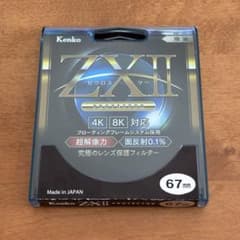 Kenko
ZXII
4K 8K 対応
フローティングフレームシステム採用
超解像力 面反射0.1%
究極のレンズ保護フィルター
Made in JAPAN
67mm